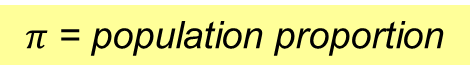 π = population proportion